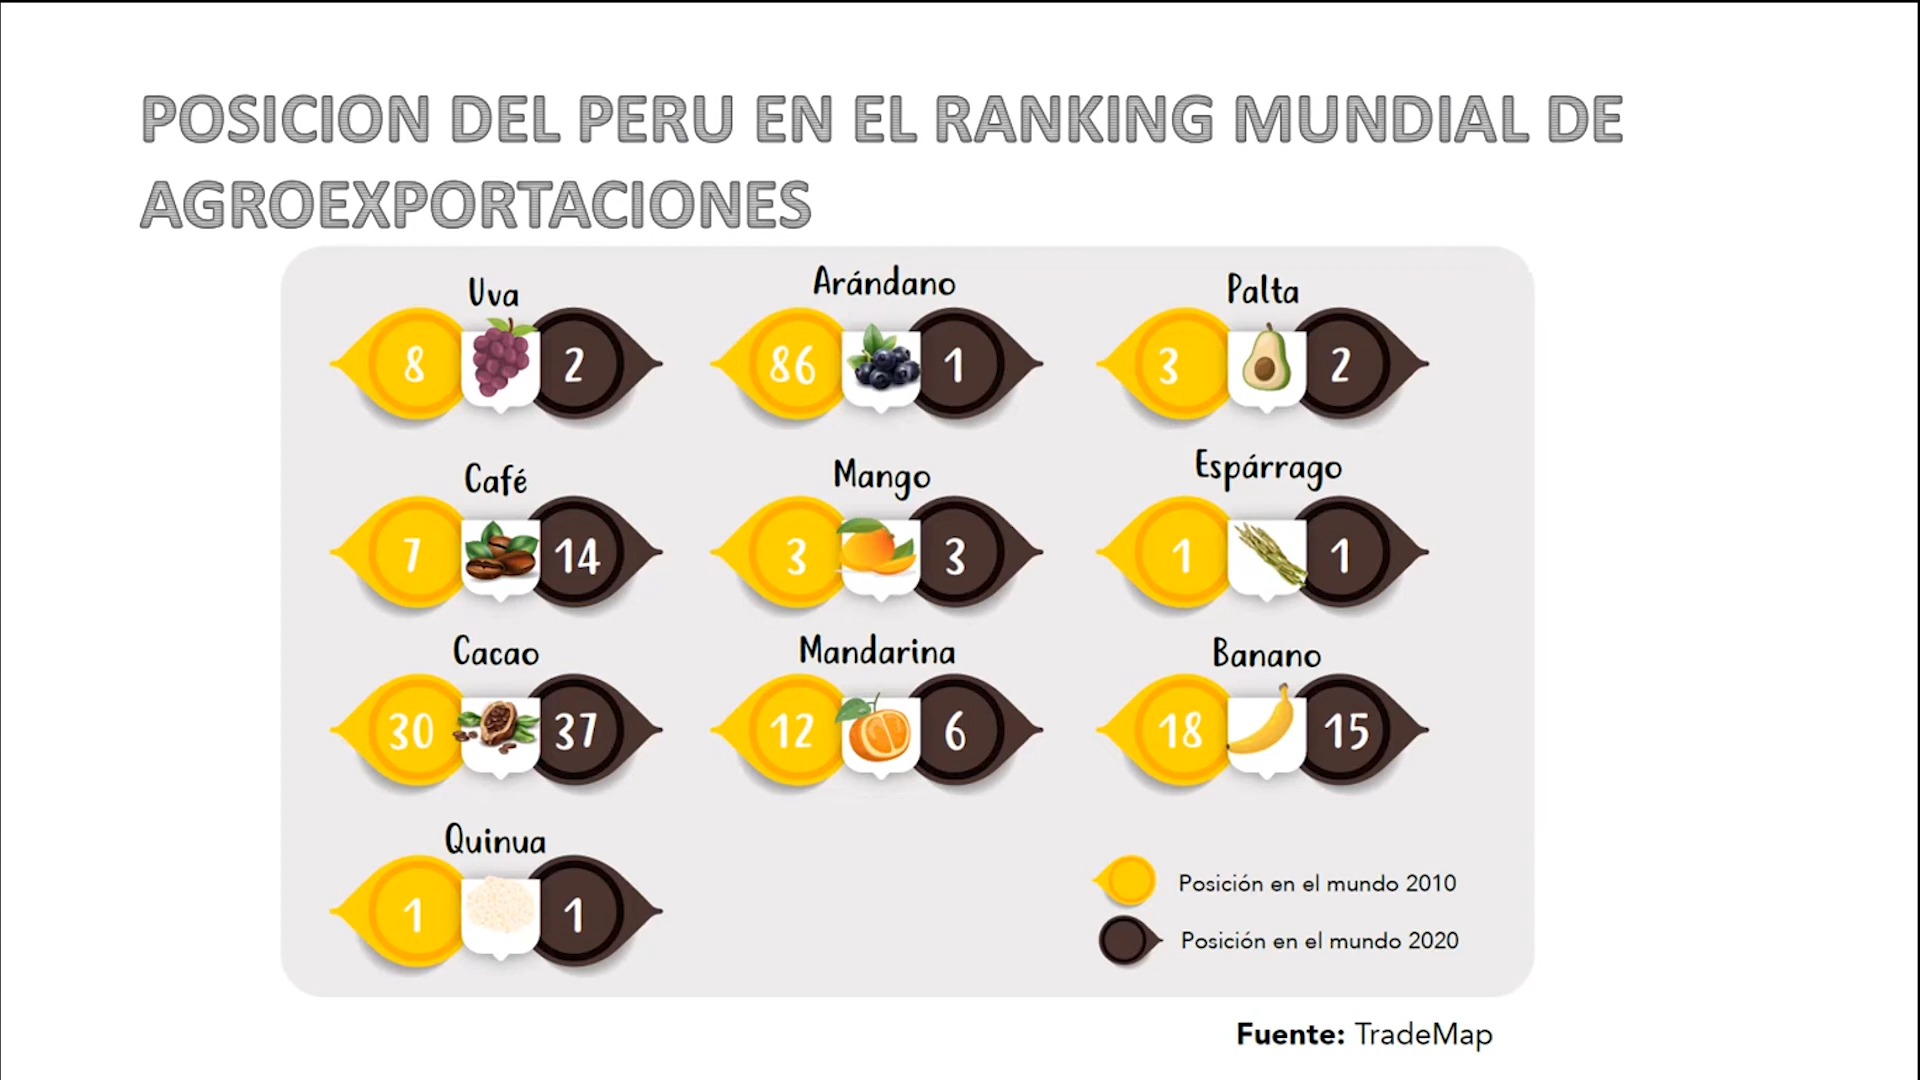 POSICION DEL PERU EN EL RANKING MUNDIAL DE
AGROEXPORTACIONES
Uva
8 2
Arándano
86 1
Palta
3 2
Café
7 14
Mango
3 3
Espárrago
1 1
Cacao
30 37
Mandarina
12 6
Banano
18 15
Quinua
1 1
Posición en el mundo 2010
Posición en el mundo 2020
Fuente: TradeMap